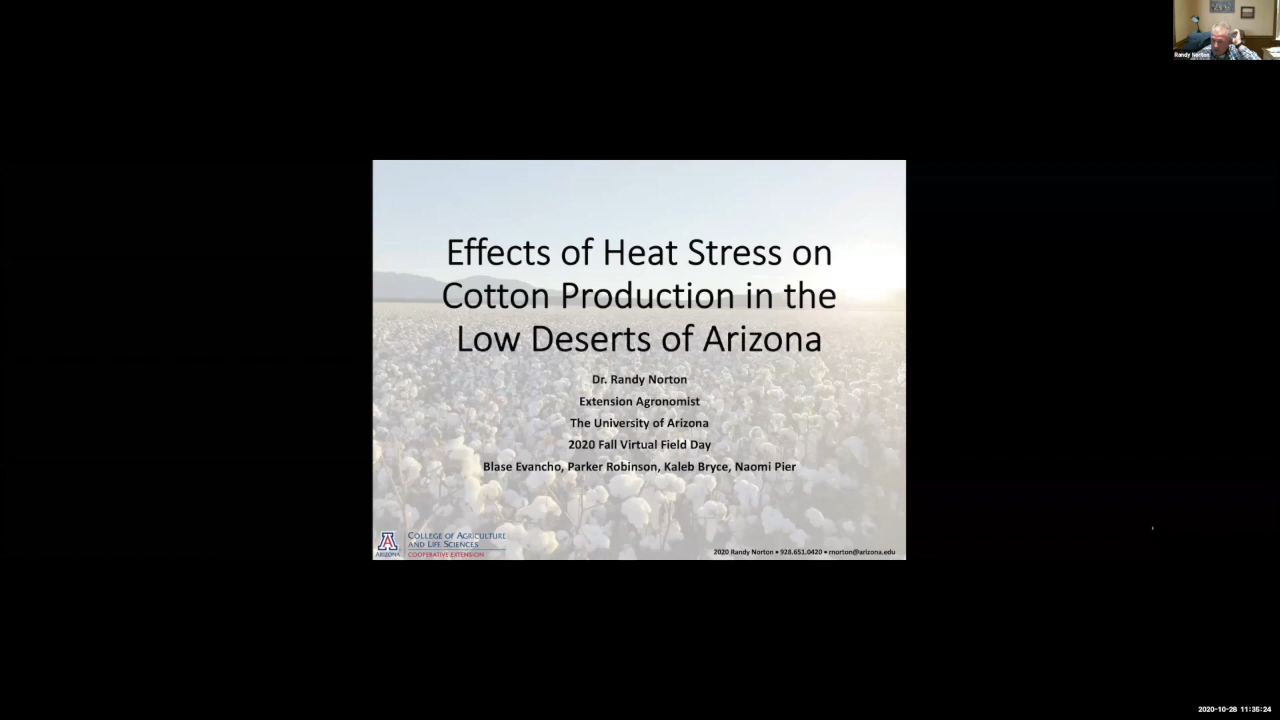 Randy Norton
Effects of Heat Stress on
Cotton Production in the
Low Deserts of Arizona
Dr. Randy Norton
Extension Agronomist
The University of Arizona
2020 Fall Virtual Field Day
Blase Evancho, Parker Robinson, Kaleb Bryce, Naomi Pier
A
ARIZONA
COLLEGE OF AGRICULTURE
AND LIFE SCIENCES
COOPERATIVE EXTENSION
2020 Randy Norton • 928.651.0420 • rnorton@arizona.edu
2020-10-28 11:35:24